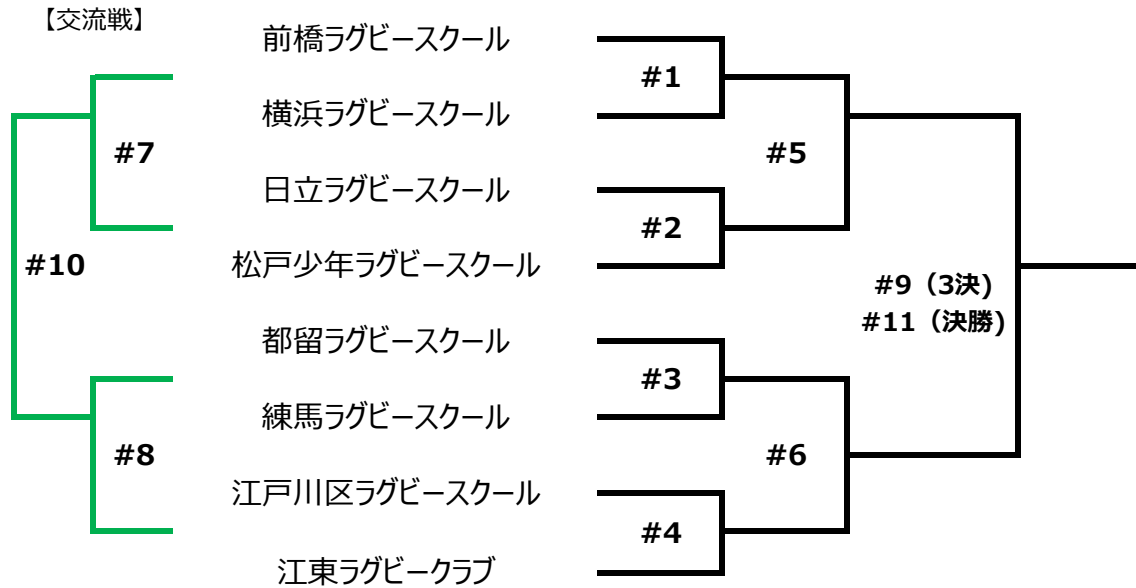 【交流戦】
前橋ラグビースクール
#1
横浜ラグビースクール
#7
#5
日立ラグビースクール
#2
松戸少年ラグビースクール
#10
#9（3決)
#11（決勝)
都留ラグビースクール
#3
練馬ラグビースクール
#8
#6
江戸川区ラグビースクール
#4
江東ラグビークラブ